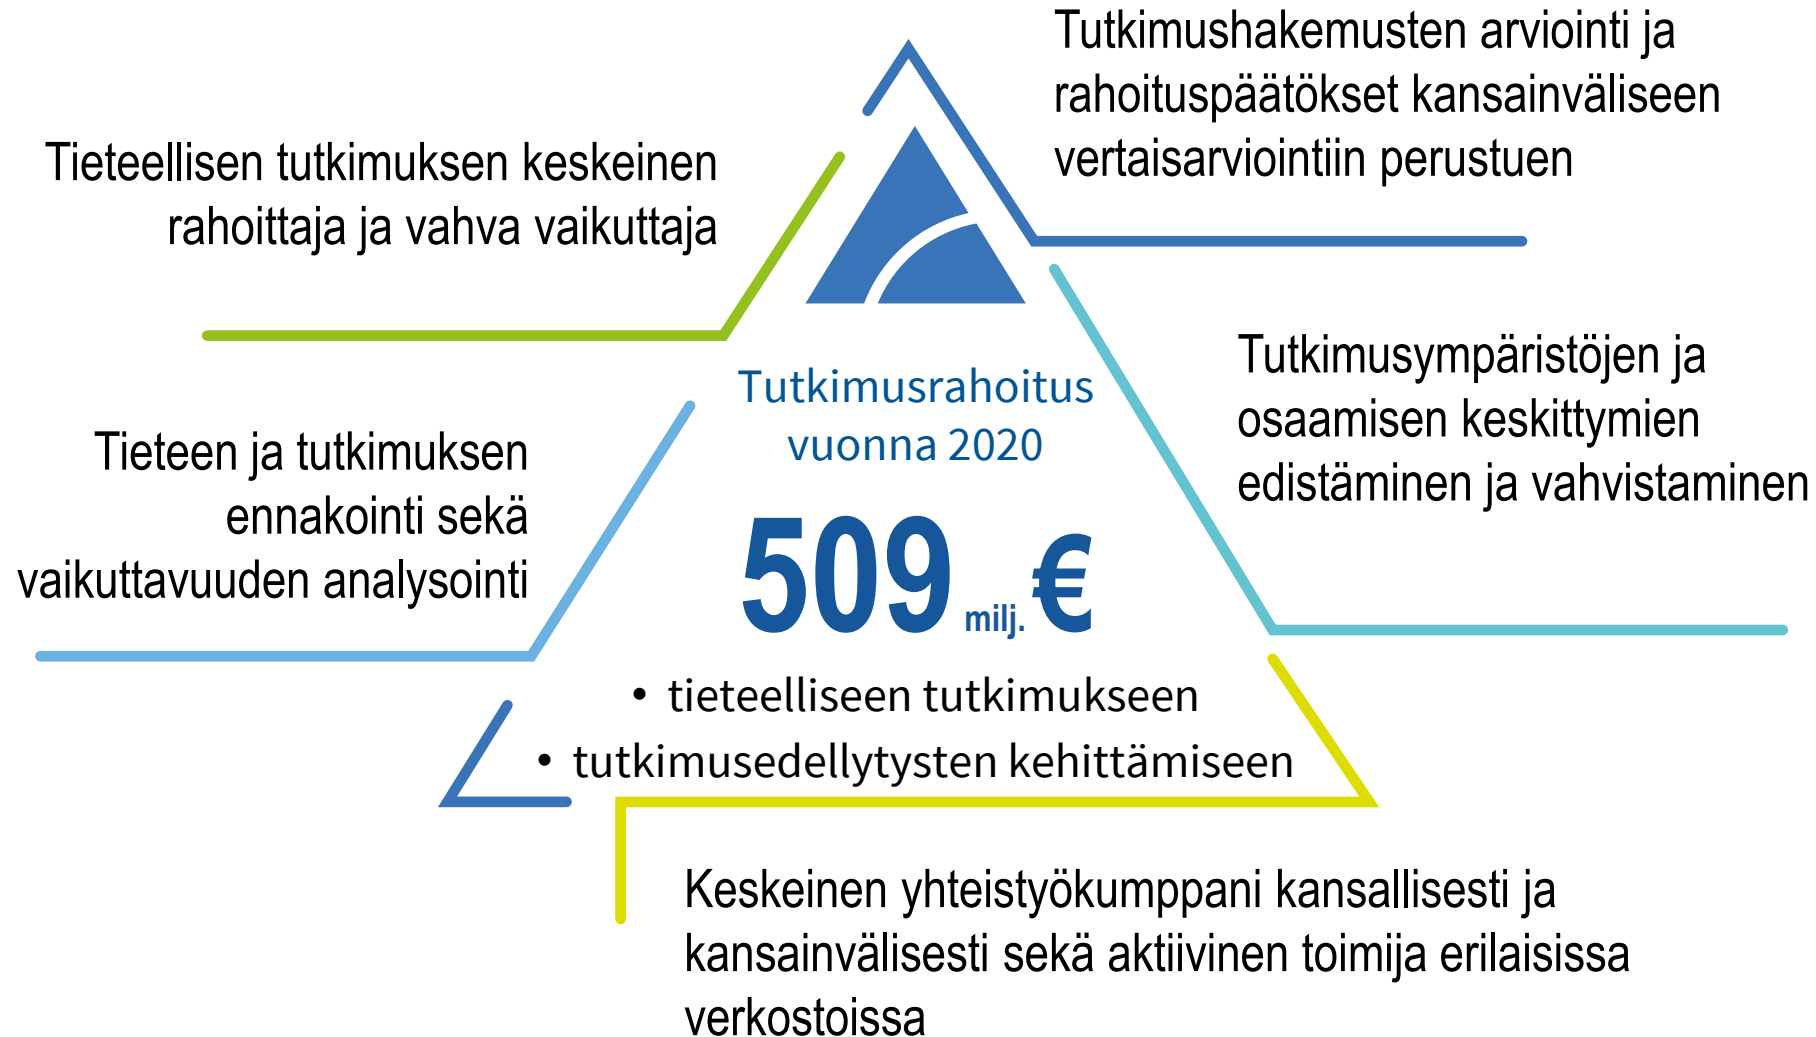 Tutkimushakemusten arviointi ja
rahoituspäätökset kansainväliseen
vertaisarviointiin perustuen
Tieteellisen tutkimuksen keskeinen
rahoittaja ja vahva vaikuttaja
Tutkimusympäristöjen ja
osaamisen keskittymien
edistäminen ja vahvistaminen
Tieteen ja tutkimuksen
ennakointi sekä
vaikuttavuuden analysointi
Tutkimusrahoitus
vuonna 2020
509 milj. €
• tieteelliseen tutkimukseen
• tutkimusedellytysten kehittämiseen
Keskeinen yhteistyökumppani kansallisesti ja
kansainvälisesti sekä aktiivinen toimija erilaisissa
verkostoissa